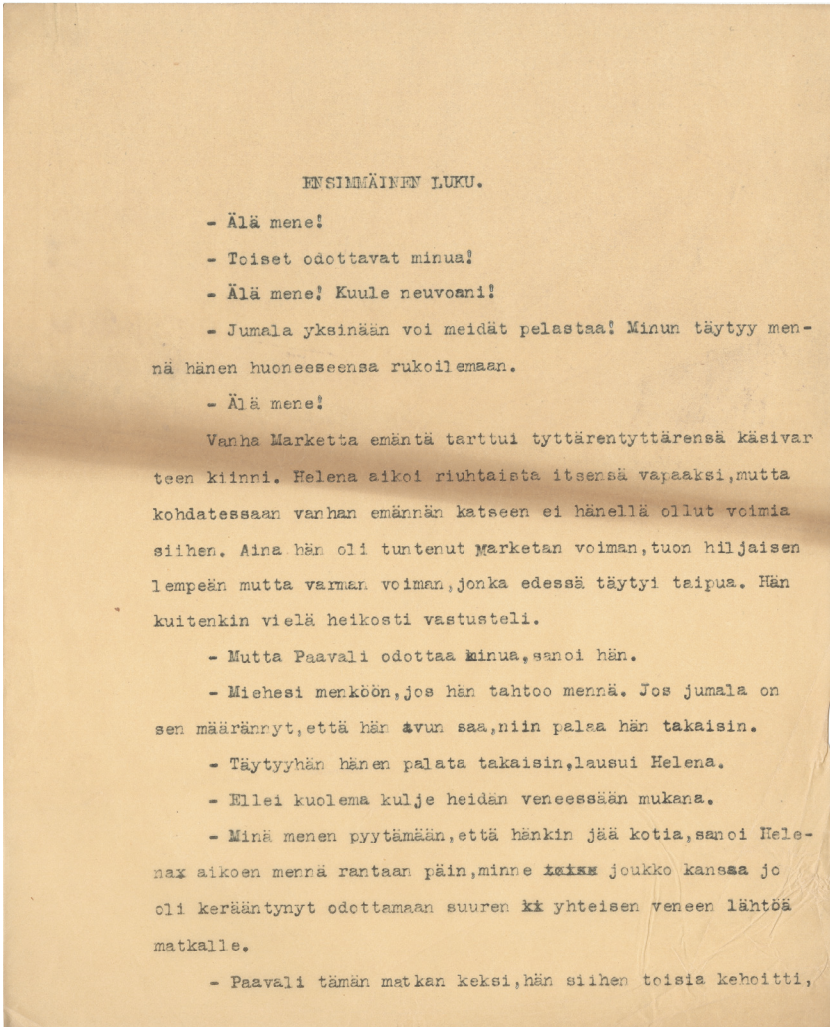 ENSIMMÄINEN LUKU.
- Älä mene!
- Toiset odottavat minua!
- Älä mene! Kuule neuvoani!
- Jumala yksinään voi meidät pelastaa! Minun täytyy men-
nä hänen huoneeseensa rukoilemaan.
- Älä mene!
Vanha Marketta emäntä tarttui tyttärentyttärensä käsivar
teen kiinni. Helena aikoi riuhtaista itsensä vapaaksi,mutta
kohdatessaan vanhan emännän katseen ei hänellä ollut voimia
siihen. Aina hän oli tuntenut Marketan voiman,tuon hiljaisen
lempeän mutta varman voiman,jonka edessä täytyi taipua. Hän
kuitenkin vielä heikosti vastusteli.
- Mutta Paavali odottaa minua,sanoi hän.
- Miehesi menköön,jos hän tahtoo mennä. Jos jumala on
sen määrännyt,että hän avun saa,niin palaa hän takaisin.
- Täytyyhän hänen palata takaisin,lausui Helena.
- Ellei kuolema kulje heidän veneessään mukana.
- Minä menen pyytämään,että hänkin jää kotia,sanoi Hele-
na aikoen mennä rantaan päin,minne joukko kanssa jo
oli kerääntynyt odottamaan suuren yhteisen veneen lähtöä
matkalle.
- Paavali tämän matkan keksi,hän siihen toisia kehoitti,